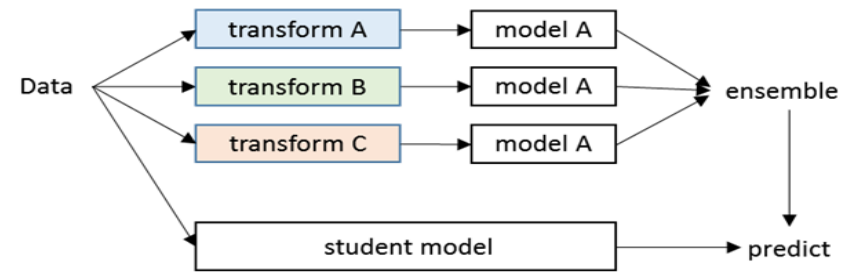 transform A
model A
Data
transform B
model A
ensemble
transform C
model A
student model
predict